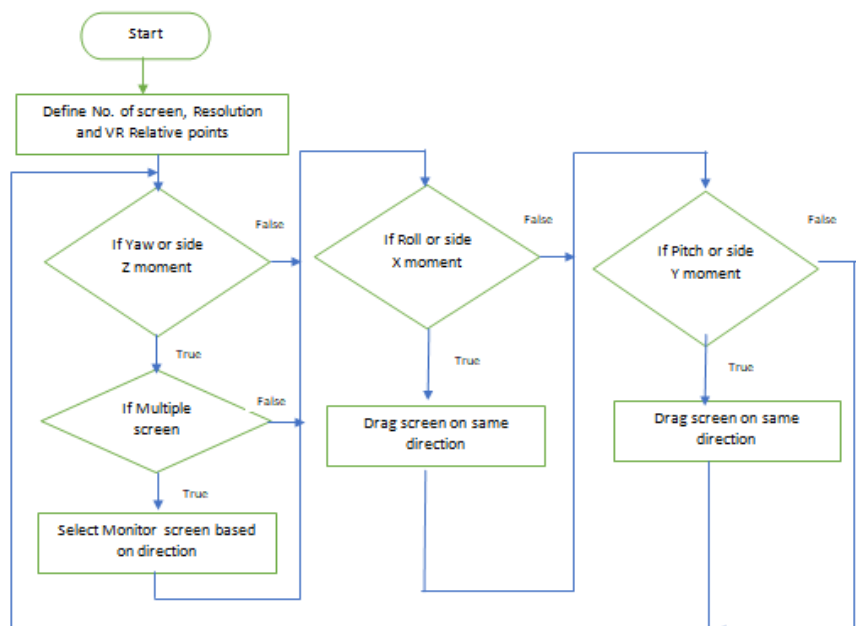 Start
Define No. of screen, Resolution
and VR Relative points
If Yaw or side
Z moment
False
True
If Multiple
screen
False
True
Select Monitor screen based
on direction
If Roll or side
X moment
False
True
Drag screen on same
direction
If Pitch or side
Y moment
False
True
Drag screen on same
direction